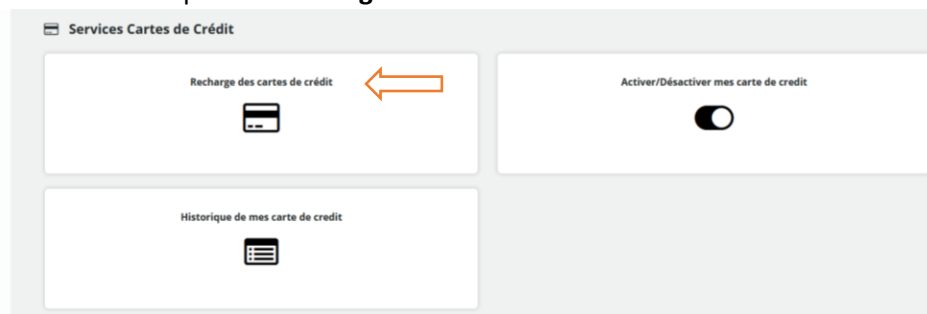 Services Cartes de Crédit
Recharge des cartes de crédit
Activer/Désactiver mes carte de credit
Historique de mes carte de credit